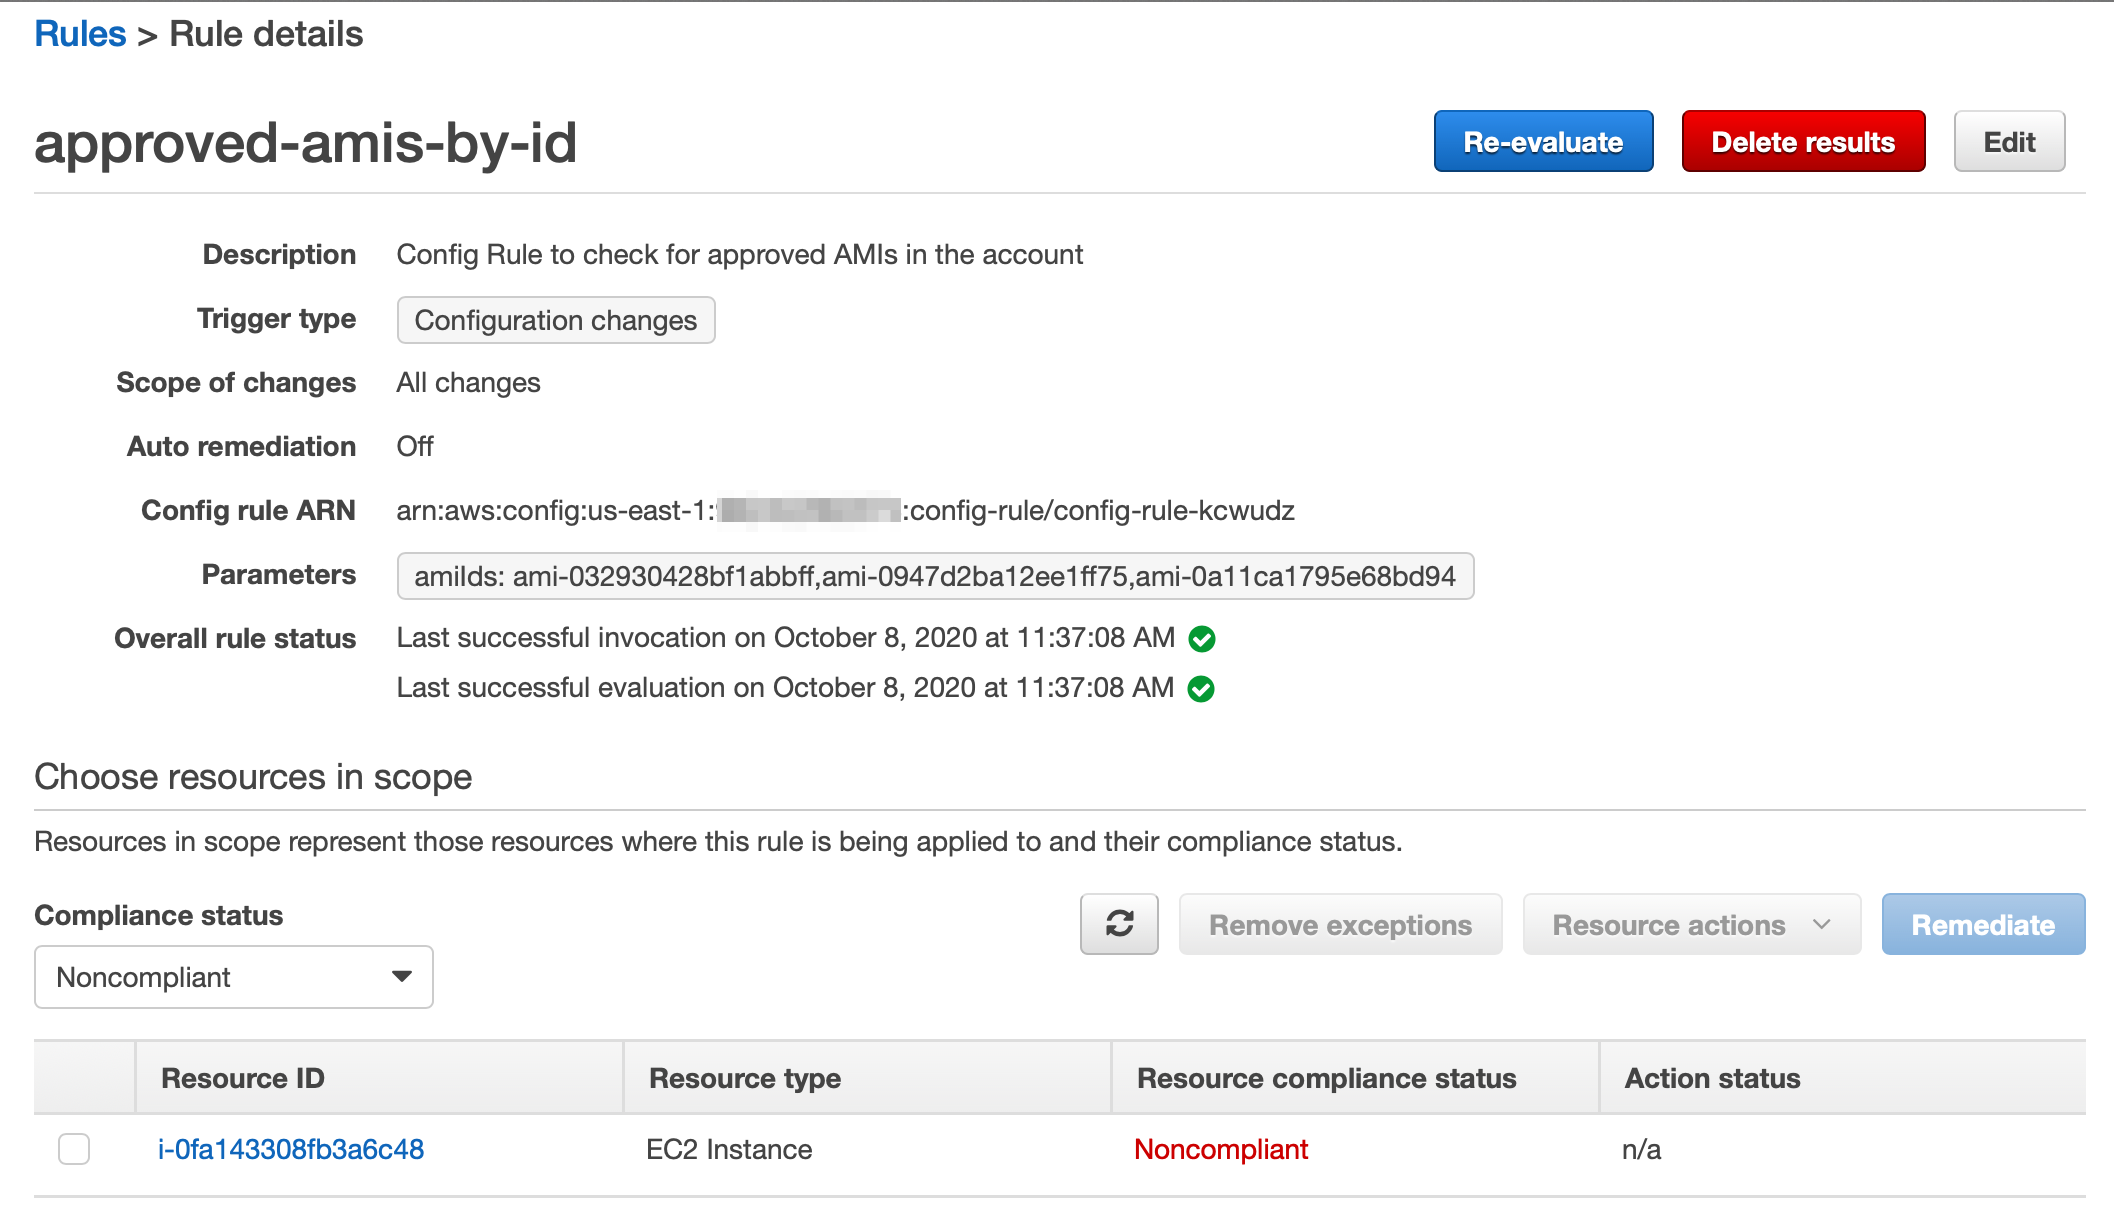 Rules > Rule details
approved-amis-by-id
Re-evaluate
Delete results
Edit
Description Config Rule to check for approved AMIs in the account
Trigger type Configuration changes
Scope of changes All changes
Auto remediation Off
Config rule ARN arn:aws:config:us-east-1: :config-rule/config-rule-kcwudz
Parameters amiIds: ami-032930428bf1abbff,ami-0947d2ba12ee1ff75,ami-0a11ca1795e68bd94
Overall rule status Last successful invocation on October 8, 2020 at 11:37:08 AM
Last successful evaluation on October 8, 2020 at 11:37:08 AM
Choose resources in scope
Resources in scope represent those resources where this rule is being applied to and their compliance status.
Compliance status
Noncompliant
Remove exceptions
Resource actions
Remediate
Resource ID Resource type Resource compliance status Action status
i-0fa143308fb3a6c48 EC2 Instance Noncompliant n/a